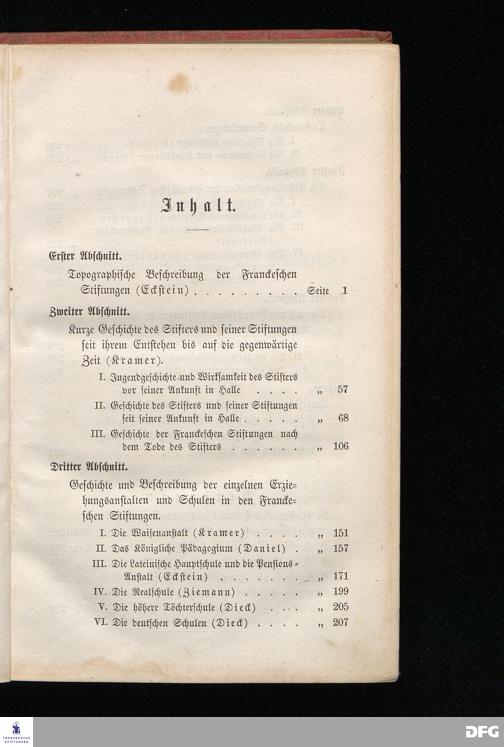 Inhalt.
Erster Abschnitt.
Topographische Beschreibung der Franckeschen
Stiftungen (Eckstein) . . . . . . . . . Seite 1
Zweiter Abschnitt.
Kurze Geschichte des Stifters und seiner Stiftungen
seit ihrem Entstehen bis auf die gegenwärtige
Zeit (Kramer).
I. Jugendgeschichte und Wirksamkeit des Stifters
vor seiner Ankunft in Halle . . . . „ 57
II. Geschichte des Stifters und seiner Stiftungen
seit seiner Ankunft in Halle . . . . . „ 68
III. Geschichte der Franckeschen Stiftungen nach
dem Tode des Stifters . . . . . . „ 106
Dritter Abschnitt.
Geschichte und Beschreibung der einzelnen Erzie-
hungsanstalten und Schulen in den Francke-
schen Stiftungen.
I. Die Waisenanstalt (Kramer) . . . . „ 151
II. Das Königliche Pädagogium (Daniel) . „ 157
III. Die Lateinische Hauptschule und die Pensions-
Anstalt (Eckstein) . . . . . . . „ 171
IV. Die Realschule (Ziemann) . . . . . „ 199
V. Die höhere Töchterschule (Dieck) . . . „ 205
VI. Die deutschen Schulen (Dieck) . . . . „ 207
FRANCKESCHE
STIFTUNGEN
DFG